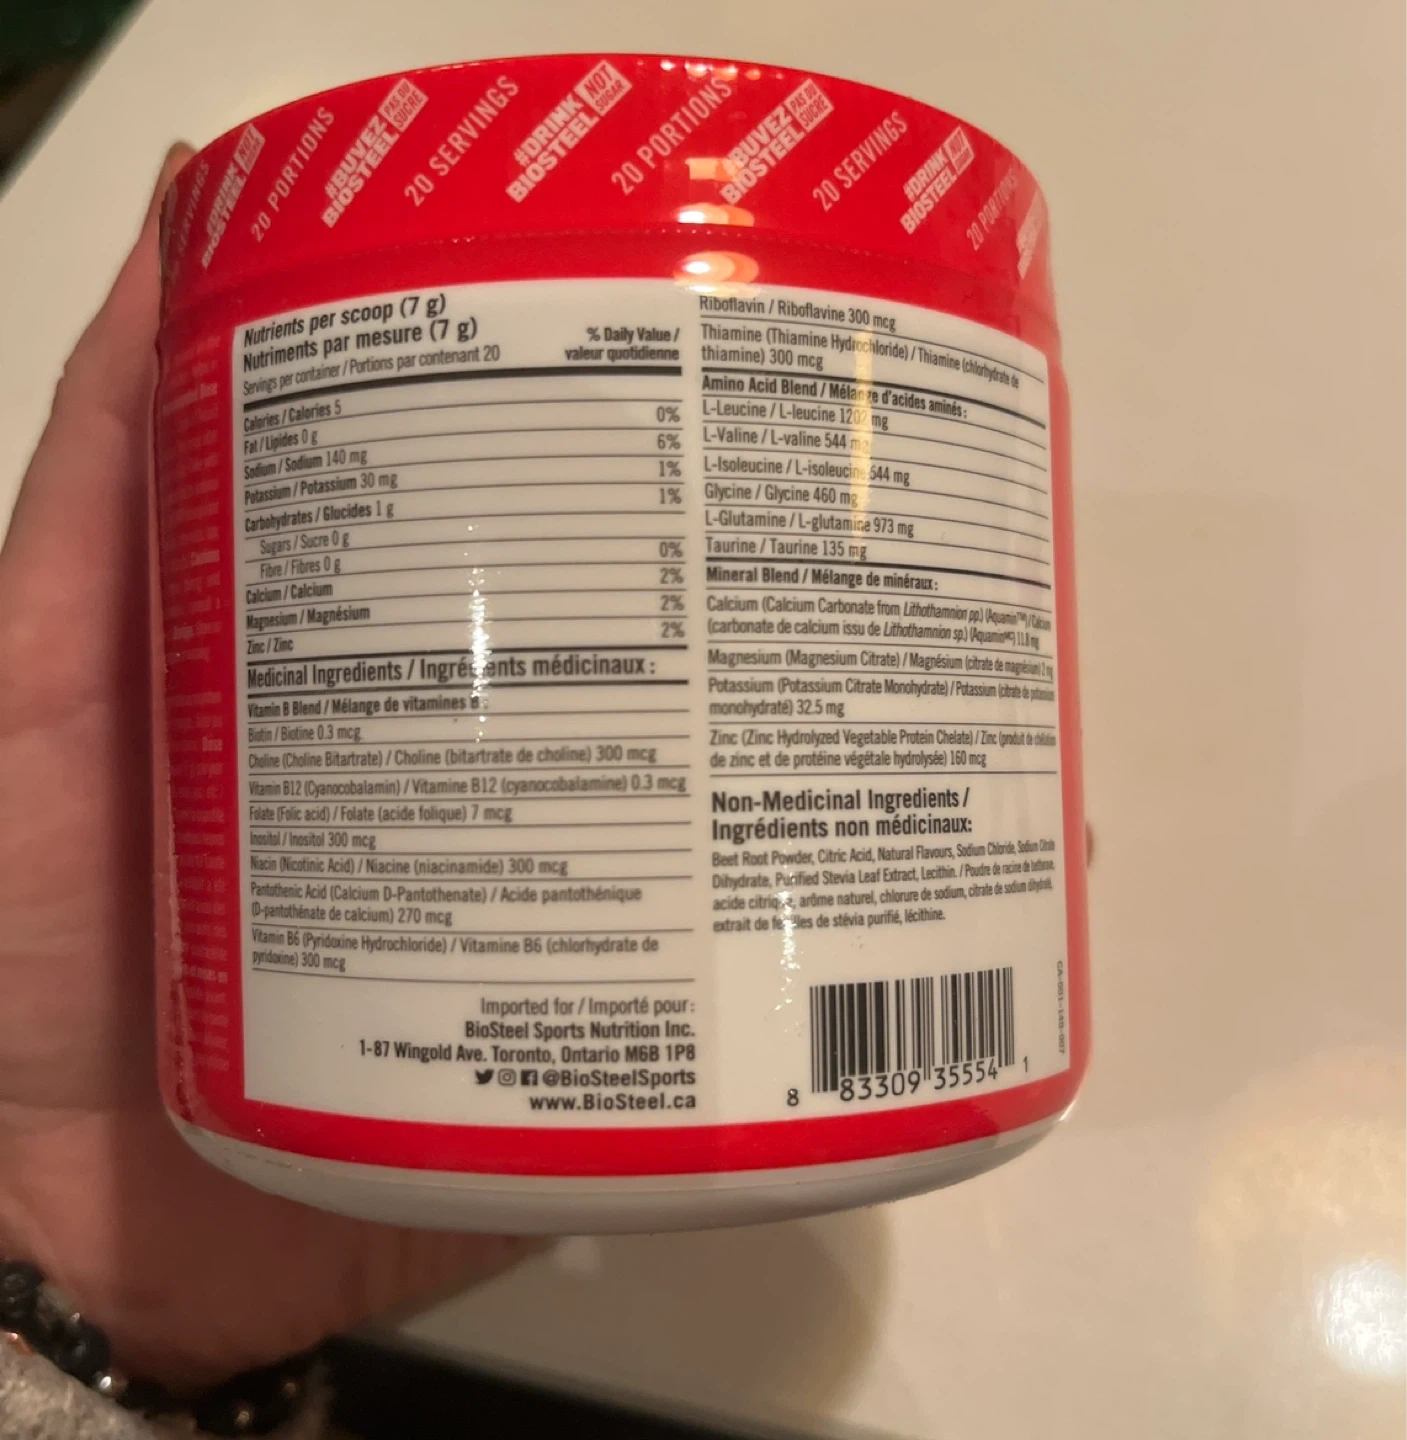 20 PORTIONS
#BUVEZ BIOSTEEL PAS DU SUCRE
20 SERVINGS
#DRINK BIOSTEEL NOT SUGAR
20 PORTIONS
#BUVEZ BIOSTEEL PAS DU SUCRE
20 SERVINGS
#DRINK BIOSTEEL NOT
20 PORTIONS
Nutrients per scoop (7 g)
Nutriments par mesure (7 g)
Servings per container / Portions par contenant 20
% Daily Value /
valeur quotidienne
Calories / Calories 5
Fat / Lipides 0 g 0%
Sodium / Sodium 140 mg 6%
Potassium / Potassium 30 mg 1%
Carbohydrates / Glucides 1 g 1%
Sugars / Sucre 0 g
Fibre / Fibres 0 g 0%
Calcium / Calcium 2%
Magnesium / Magnésium 2%
Zinc / Zinc 2%
Medicinal Ingredients / Ingrédients médicinaux :
Vitamin B Blend / Mélange de vitamines B :
Biotin / Biotine 0.3 mcg
Choline (Choline Bitartrate) / Choline (bitartrate de choline) 300 mcg
Vitamin B12 (Cyanocobalamin) / Vitamine B12 (cyanocobalamine) 0.3 mcg
Folate (Folic acid) / Folate (acide folique) 7 mcg
Inositol / Inositol 300 mcg
Niacin (Nicotinic Acid) / Niacine (niacinamide) 300 mcg
Pantothenic Acid (Calcium D-Pantothenate) / Acide pantothénique
(D-pantothénate de calcium) 270 mcg
Vitamin B6 (Pyridoxine Hydrochloride) / Vitamine B6 (chlorhydrate de
pyridoxine) 300 mcg
Imported for / Importé pour:
BioSteel Sports Nutrition Inc.
1-87 Wingold Ave. Toronto, Ontario M6B 1P8
@BioSteelSports
www.BioSteel.ca
Riboflavin / Riboflavine 300 mcg
Thiamine (Thiamine Hydrochloride) / Thiamine (chlorhydrate de
thiamine) 300 mcg
Amino Acid Blend / Mélange d'acides aminés :
L-Leucine / L-leucine 1202 mg
L-Valine / L-valine 544 mg
L-Isoleucine / L-isoleucine 544 mg
Glycine / Glycine 460 mg
L-Glutamine / L-glutamine 973 mg
Taurine / Taurine 135 mg
Mineral Blend / Mélange de minéraux :
Calcium (Calcium Carbonate from Lithothamnion pp.) (Aquamin™) / Calcium
(carbonate de calcium issu de Lithothamnion sp.) (Aquaminᴹᶜ) 11.8 mg
Magnesium (Magnesium Citrate) / Magnésium (citrate de magnésium) 2 mg
Potassium (Potassium Citrate Monohydrate) / Potassium (citrate de potassium
monohydraté) 32.5 mg
Zinc (Zinc Hydrolyzed Vegetable Protein Chelate) / Zinc (produit de chélation
de zinc et de protéine végétale hydrolysée) 160 mcg
Non-Medicinal Ingredients /
Ingrédients non médicinaux:
Beet Root Powder, Citric Acid, Natural Flavours, Sodium Chloride, Sodium Citrate
Dihydrate, Purified Stevia Leaf Extract, Lecithin. / Poudre de racine de betterave,
acide citrique, arôme naturel, chlorure de sodium, citrate de sodium dihydraté,
extrait de feuilles de stévia purifié, lécithine.
8 83309 35554 1
CA-001-140-007